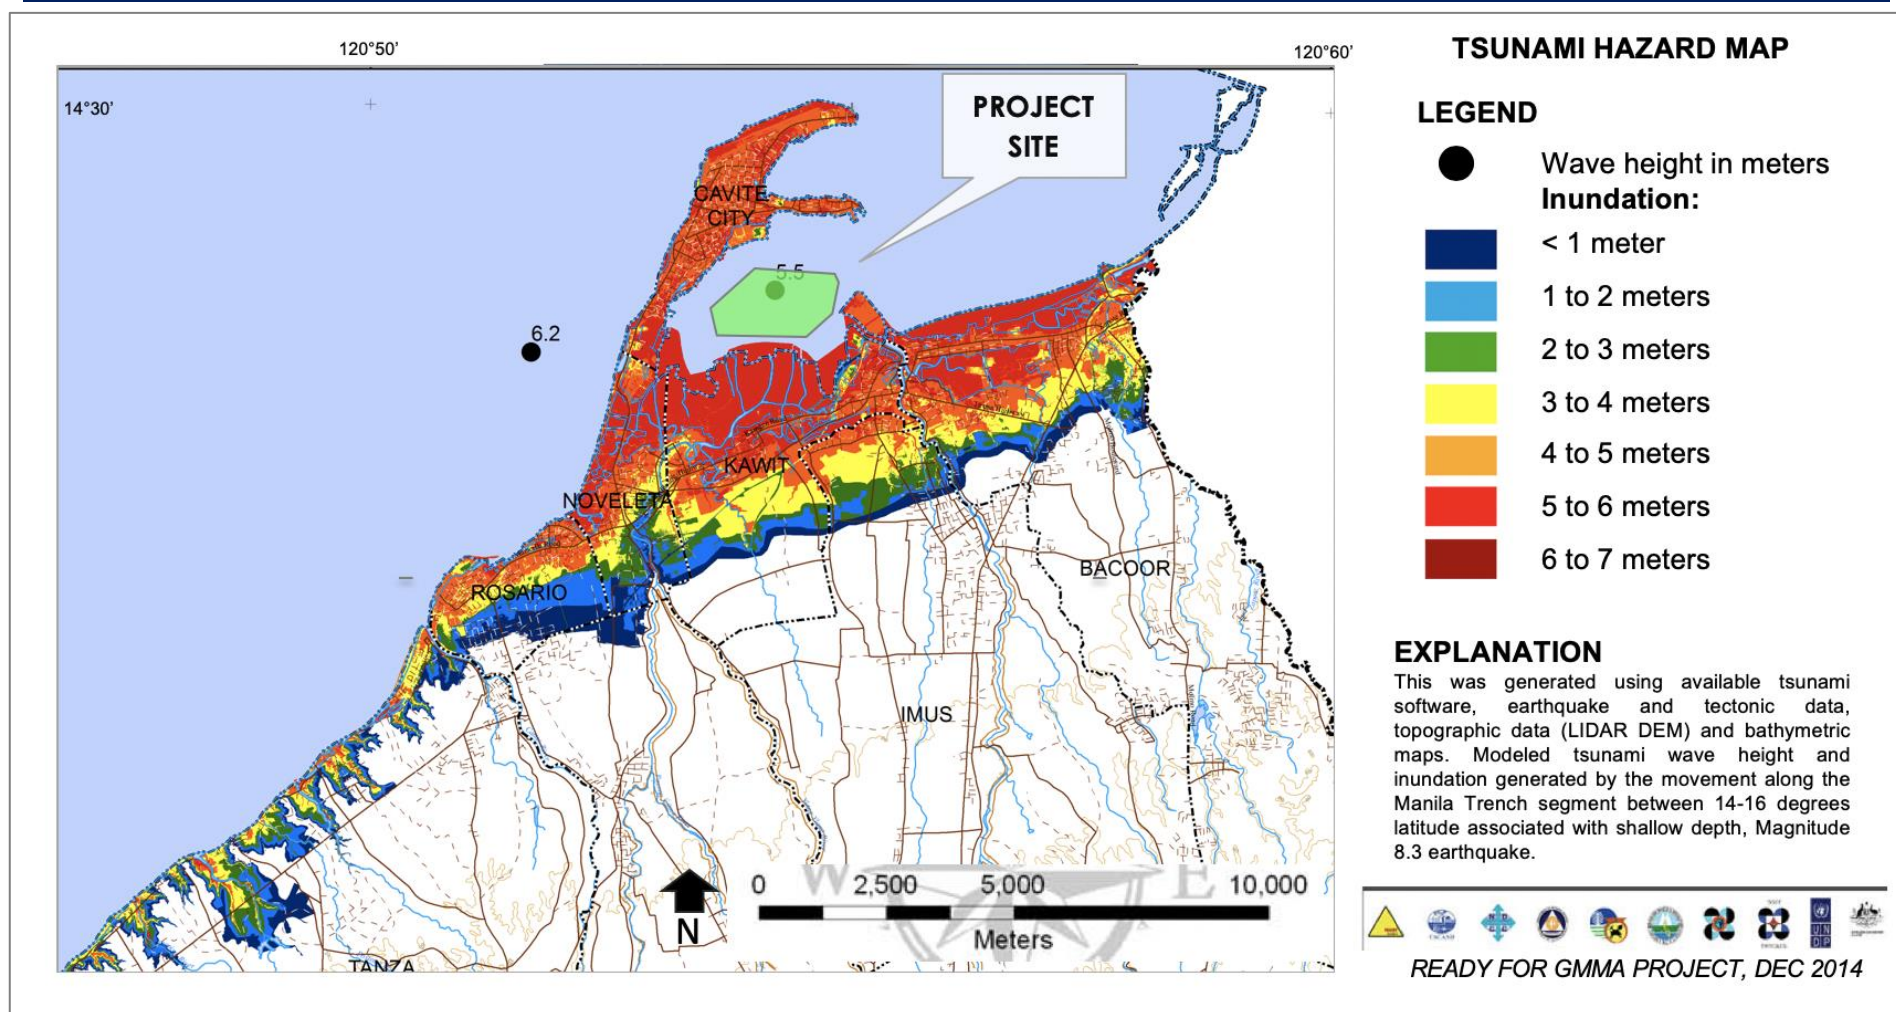 120°50’
120°60’
14°30’
PROJECT
SITE
CAVITE
CITY
5.5
6.2
KAWIT
NOVELETA
ROSARIO
BACOOR
IMUS
TANZA
W
E
0 2,500 5,000 10,000
Meters
N
TSUNAMI HAZARD MAP
LEGEND
Wave height in meters
Inundation:
< 1 meter
1 to 2 meters
2 to 3 meters
3 to 4 meters
4 to 5 meters
5 to 6 meters
6 to 7 meters
EXPLANATION
This was generated using available tsunami
software, earthquake and tectonic data,
topographic data (LIDAR DEM) and bathymetric
maps. Modeled tsunami wave height and
inundation generated by the movement along the
Manila Trench segment between 14-16 degrees
latitude associated with shallow depth, Magnitude
8.3 earthquake.
READY FOR GMMA PROJECT, DEC 2014